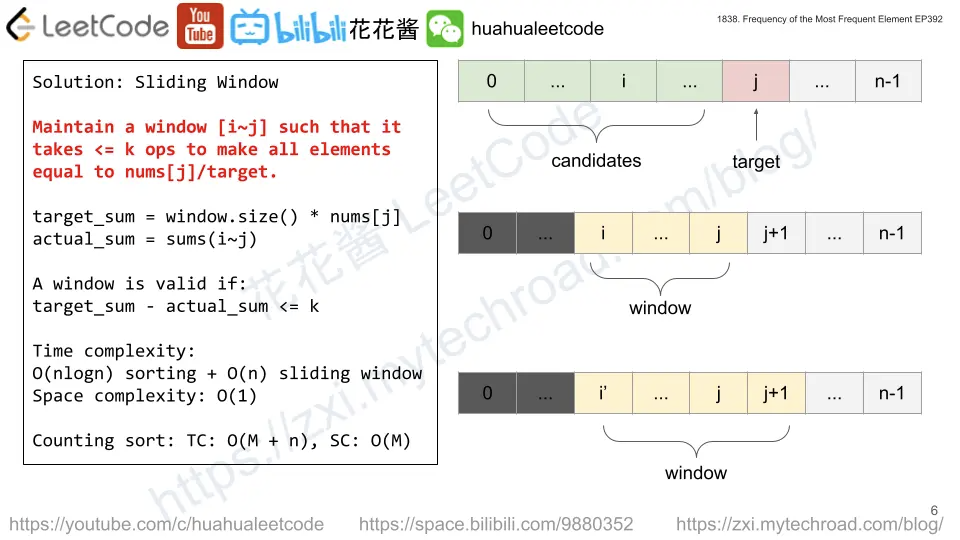 LeetCode You Tube bilibili 花花酱 huahualeetcode
1838. Frequency of the Most Frequent Element EP392
Solution: Sliding Window
Maintain a window [i~j] such that it
takes <= k ops to make all elements
equal to nums[j]/target.
target_sum = window.size() * nums[j]
actual_sum = sums(i~j)
A window is valid if:
target_sum - actual_sum <= k
Time complexity:
O(nlogn) sorting + O(n) sliding window
Space complexity: O(1)
Counting sort: TC: O(M + n), SC: O(M)
0 ... i ... j ... n-1
candidates target
0 ... i ... j j+1 ... n-1
window
0 ... i’ ... j j+1 ... n-1
window
花花酱 LeetCode
https://zxi.mytechroad.com/blog/
6
https://youtube.com/c/huahualeetcode https://space.bilibili.com/9880352 https://zxi.mytechroad.com/blog/